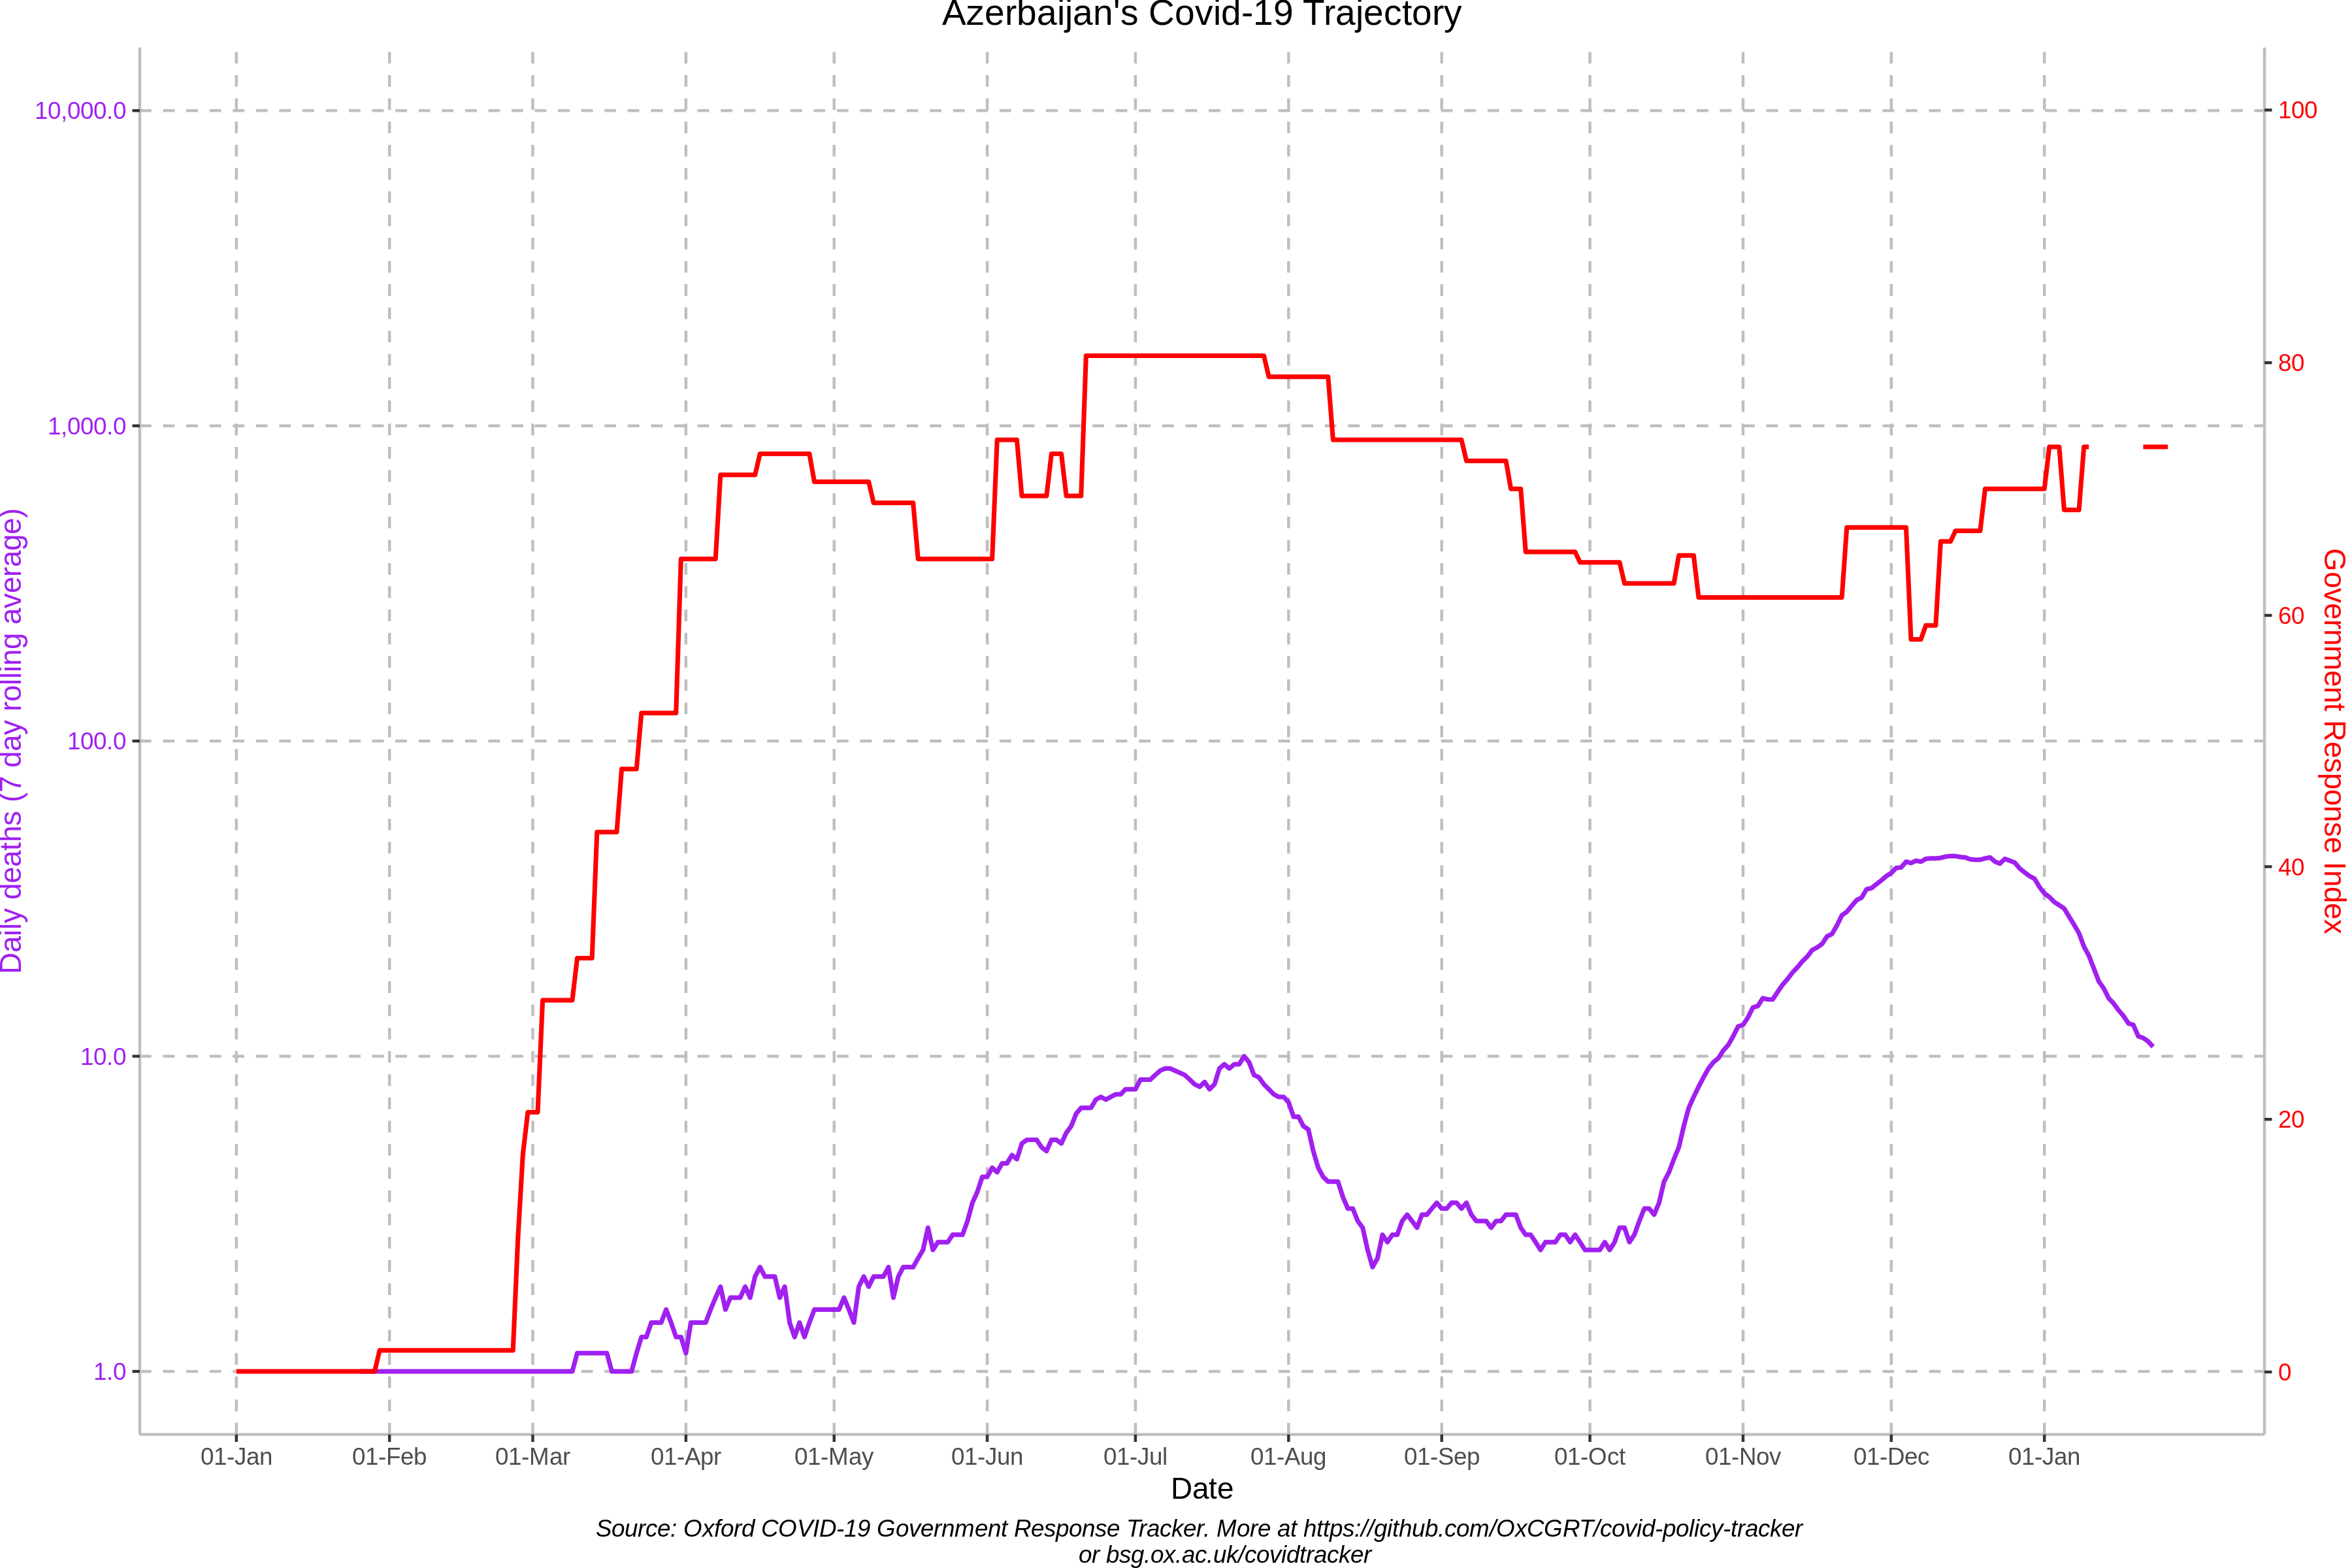 Azerbaijan's Covid-19 Trajectory
10,000.0
1,000.0
100.0
10.0
1.0
Daily deaths (7 day rolling average)
100
80
60
40
20
0
Government Response Index
01-Jan
01-Feb
01-Mar
01-Apr
01-May
01-Jun
01-Jul
01-Aug
01-Sep
01-Oct
01-Nov
01-Dec
01-Jan
Date
Source: Oxford COVID-19 Government Response Tracker. More at https://github.com/OxCGRT/covid-policy-tracker
or bsg.ox.ac.uk/covidtracker